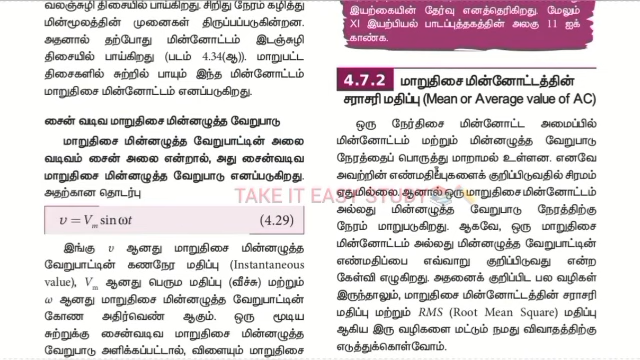 வலஞ்சுழி திசையில் பாய்கிறது. சிறிது நேரம் கழித்து
மின்மூலத்தின் முனைகள் திருப்பப்படுகின்றன.
அதனால் தற்போது மின்னோட்டம் இடஞ்சுழி
திசையில் பாய்கிறது (படம் 4.34(ஆ)). மாறுபட்ட
திசைகளில் சுற்றில் பாயும் இந்த மின்னோட்டம்
மாறுதிசை மின்னோட்டம் எனப்படுகிறது.
சைன் வடிவ மாறுதிசை மின்னழுத்த வேறுபாடு
மாறுதிசை மின்னழுத்த வேறுபாட்டின் அலை
வடிவம் சைன் அலை என்றால், அது சைன்வடிவ
மாறுதிசை மின்னழுத்த வேறுபாடு எனப்படுகிறது.
அதற்கான தொடர்பு
υ = Vₘ sin ωt (4.29)
இங்கு υ ஆனது மாறுதிசை மின்னழுத்த
வேறுபாட்டின் கணநேர மதிப்பு (Instantaneous
value), Vₘ ஆனது பெரும மதிப்பு (வீச்சு) மற்றும்
ω ஆனது மாறுதிசை மின்னழுத்த வேறுபாட்டின்
கோண அதிர்வெண் ஆகும். ஒரு மூடிய
சுற்றுக்கு சைன்வடிவ மாறுதிசை மின்னழுத்த
வேறுபாடு அளிக்கப்பட்டால், விளையும் மாறுதிசை
இயற்கையின் தேர்வு எனத்தெரிகிறது. மேலும்
XI இயற்பியல் பாடப்புத்தகத்தின் அலகு 11 ஐக்
காண்க.
4.7.2 மாறுதிசை மின்னோட்டத்தின்
சராசரி மதிப்பு (Mean or Average value of AC)
ஒரு நேர்திசை மின்னோட்ட அமைப்பில்
மின்னோட்டம் மற்றும் மின்னழுத்த வேறுபாடு
நேரத்தைப் பொருத்து மாறாமல் உள்ளன. எனவே
அவற்றின் எண்மதிப்புகளைக் குறிப்பிடுவதில் சிரமம்
ஏதுமில்லை. ஆனால் ஒரு மாறுதிசை மின்னோட்டம்
அல்லது மின்னழுத்த வேறுபாடு நேரத்திற்கு
நேரம் மாறுபடுகிறது. ஆகவே, ஒரு மாறுதிசை
மின்னோட்டம் அல்லது மின்னழுத்த வேறுபாட்டின்
எண்மதிப்பை எவ்வாறு குறிப்பிடுவது என்ற
கேள்வி எழுகிறது. அதனைக் குறிப்பிட பல வழிகள்
இருந்தாலும், மாறுதிசை மின்னோட்டத்தின் சராசரி
மதிப்பு மற்றும் RMS (Root Mean Square) மதிப்பு
ஆகிய இரு வழிகளை மட்டும் நமது விவாதத்திற்கு
எடுத்துக்கொள்வோம்.
TAKE IT EASY STUDY